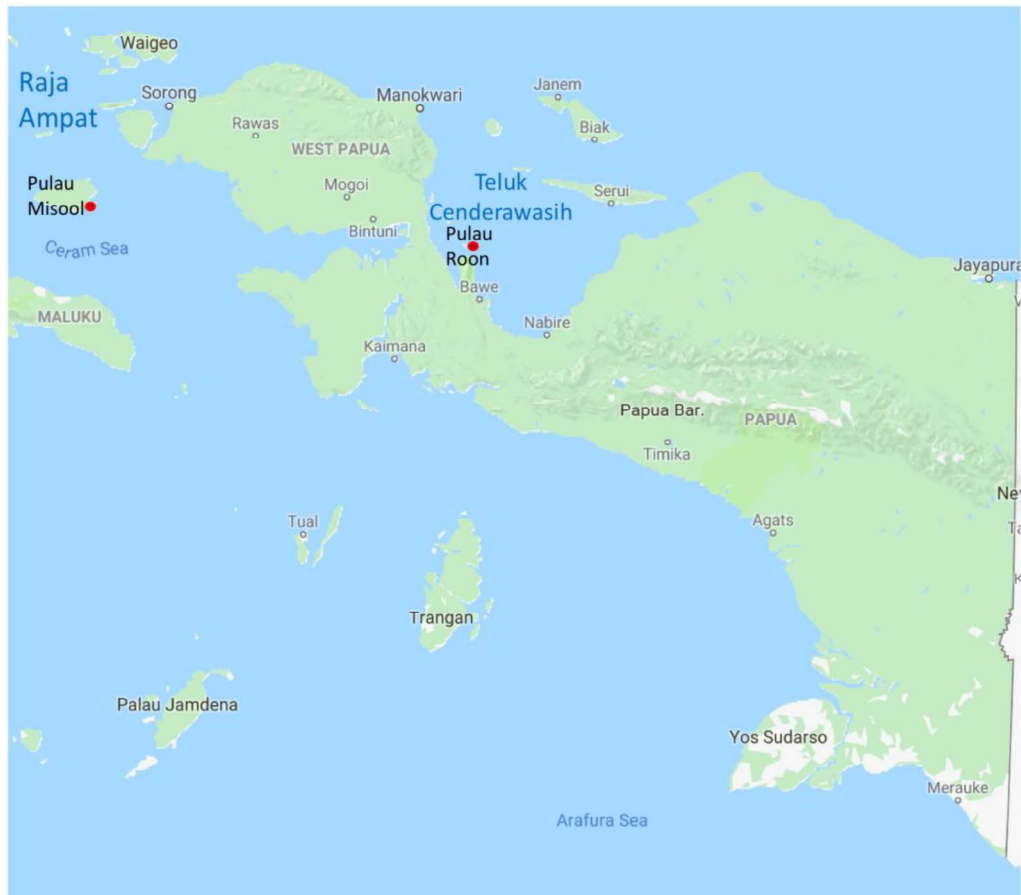 Waigeo
Raja
Ampat
Sorong
Manokwari
Janem
Biak
Rawas
WEST PAPUA
Mogoi
Teluk
Cenderawasih
Serui
Pulau
Misool
Bintuni
Pulau
Roon
Ceram Sea
Bawe
Jayapura
MALUKU
Kaimana
Nabire
Papua Bar.
PAPUA
Timika
Agats
Tual
Trangan
Palau Jamdena
Yos Sudarso
Merauke
Arafura Sea